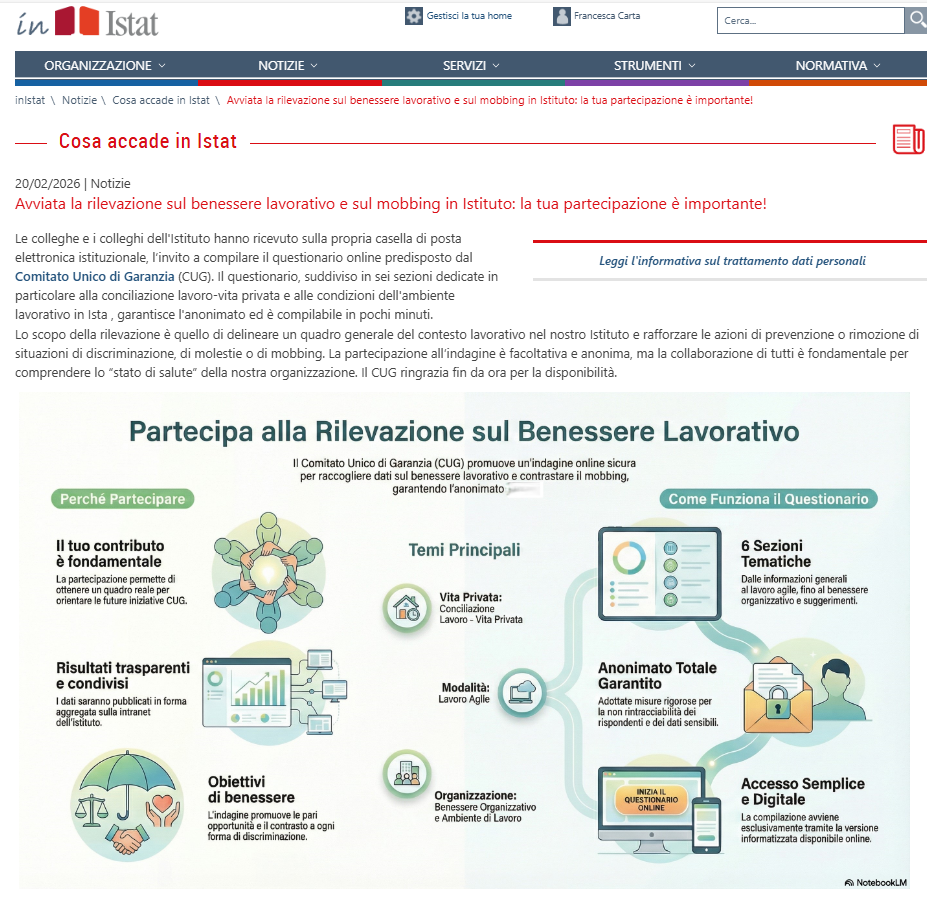 inIstat
Gestisci la tua home
Francesca Carta
Cerca...
ORGANIZZAZIONE
NOTIZIE
SERVIZI
STRUMENTI
NORMATIVA
inIstat \ Notizie \ Cosa accade in Istat \ Avviata la rilevazione sul benessere lavorativo e sul mobbing in Istituto: la tua partecipazione è importante!
Cosa accade in Istat
20/02/2026 | Notizie
Avviata la rilevazione sul benessere lavorativo e sul mobbing in Istituto: la tua partecipazione è importante!
Le colleghe e i colleghi dell'Istituto hanno ricevuto sulla propria casella di posta
elettronica istituzionale, l'invito a compilare il questionario online predisposto dal
Comitato Unico di Garanzia (CUG). Il questionario, suddiviso in sei sezioni dedicate in
particolare alla conciliazione lavoro-vita privata e alle condizioni dell'ambiente
lavorativo in Ista , garantisce l'anonimato ed è compilabile in pochi minuti.
Leggi l'informativa sul trattamento dati personali
Lo scopo della rilevazione è quello di delineare un quadro generale del contesto lavorativo nel nostro Istituto e rafforzare le azioni di prevenzione o rimozione di
situazioni di discriminazione, di molestie o di mobbing. La partecipazione all'indagine è facoltativa e anonima, ma la collaborazione di tutti è fondamentale per
comprendere lo “stato di salute” della nostra organizzazione. Il CUG ringrazia fin da ora per la disponibilità.
Partecipa alla Rilevazione sul Benessere Lavorativo
Il Comitato Unico di Garanzia (CUG) promuove un'indagine online sicura
per raccogliere dati sul benessere lavorativo e contrastare il mobbing,
garantendo l'anonimato
Perché Partecipare
Il tuo contributo
è fondamentale
La partecipazione permette di
ottenere un quadro reale per
orientare le future iniziative CUG.
Risultati trasparenti
e condivisi
I dati saranno pubblicati in forma
aggregata sulla intranet
dell'istituto.
Obiettivi
di benessere
L'indagine promuove le pari
opportunità e il contrasto a ogni
forma di discriminazione.
Temi Principali
Vita Privata:
Conciliazione
Lavoro - Vita Privata
Modalità:
Lavoro Agile
Organizzazione:
Benessere Organizzativo
e Ambiente di Lavoro
Come Funziona il Questionario
6 Sezioni
Tematiche
Dalle informazioni generali
al lavoro agile, fino al benessere
organizzativo e suggerimenti.
Anonimato Totale
Garantito
Adottate misure rigorose per
la non rintracciabilità dei
rispondenti e dei dati sensibili.
INIZIA IL
QUESTIONARIO
ONLINE
Accesso Semplice
e Digitale
La compilazione avviene
esclusivamente tramite la versione
informatizzata disponibile online.
NotebookLM